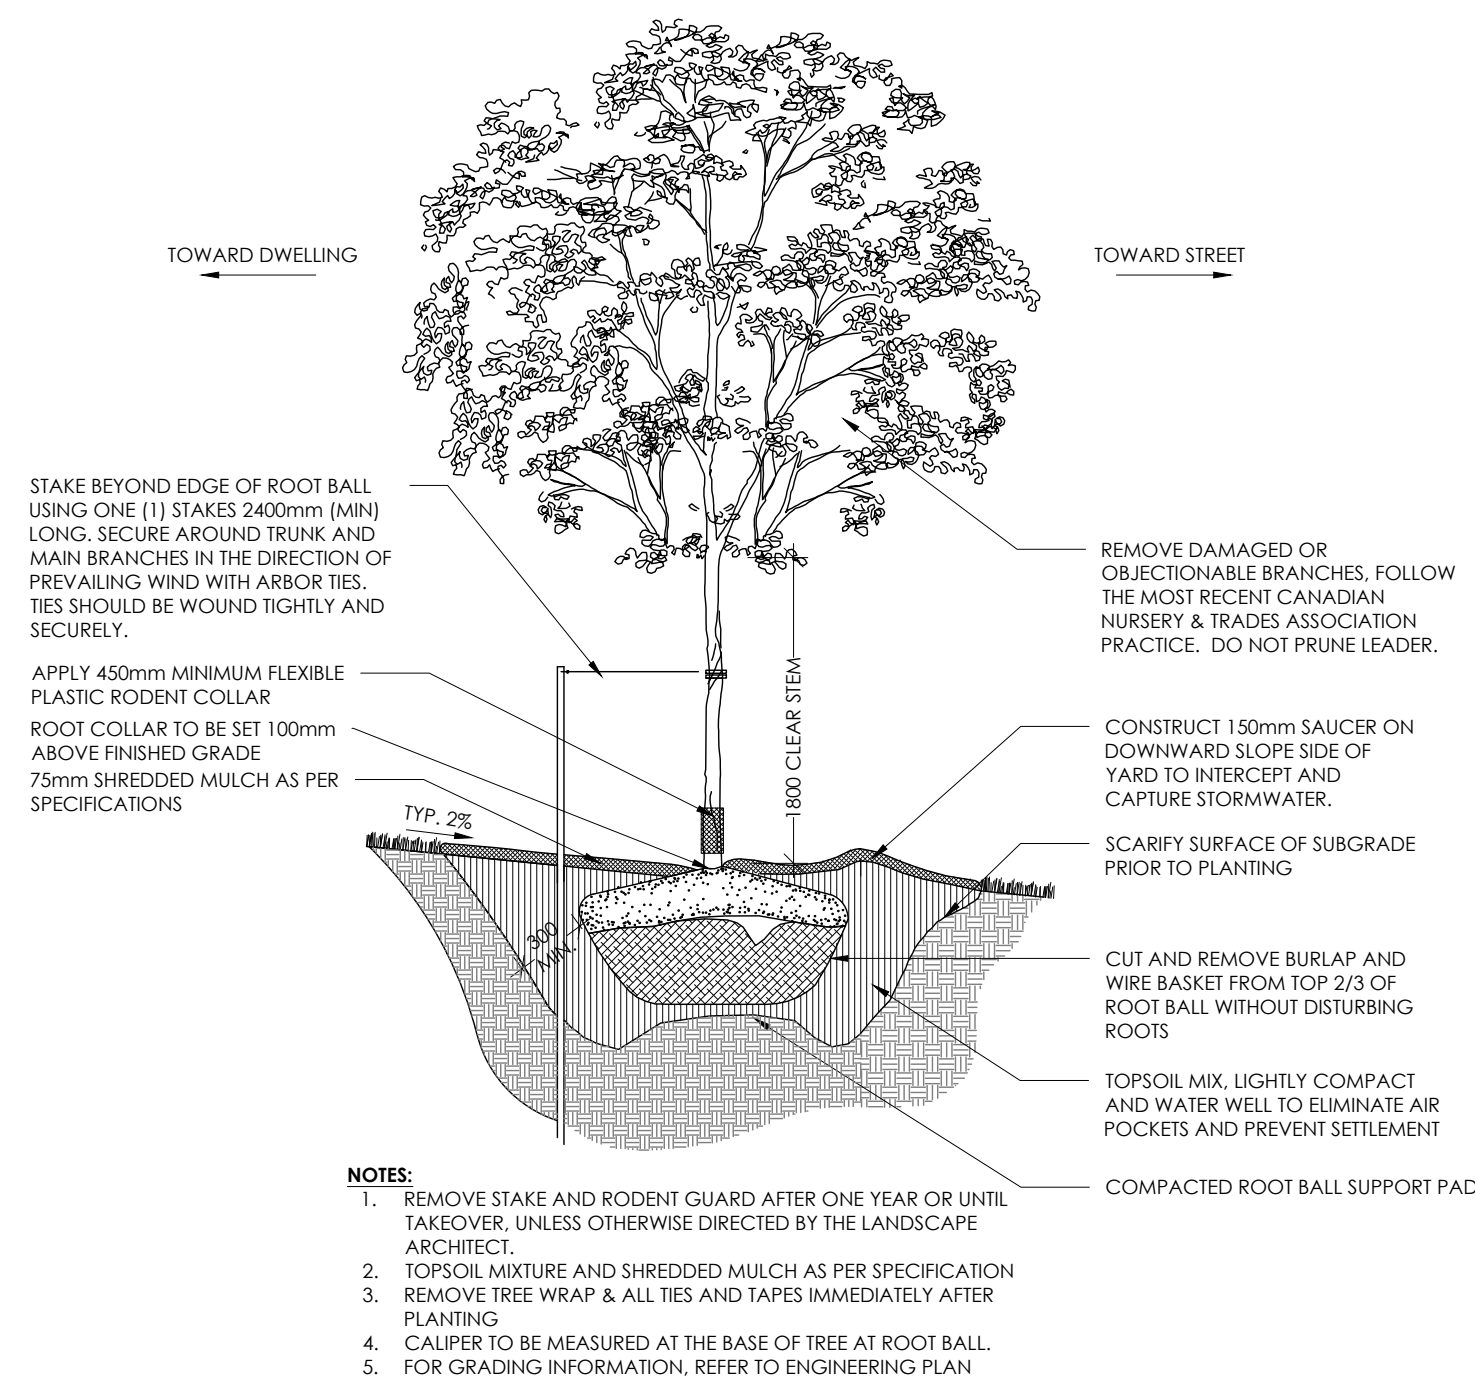 TOWARD DWELLING
TOWARD STREET
STAKE BEYOND EDGE OF ROOT BALL
USING ONE (1) STAKES 2400mm (MIN)
LONG. SECURE AROUND TRUNK AND
MAIN BRANCHES IN THE DIRECTION OF
PREVAILING WIND WITH ARBOR TIES.
TIES SHOULD BE WOUND TIGHTLY AND
SECURELY.
APPLY 450mm MINIMUM FLEXIBLE
PLASTIC RODENT COLLAR
ROOT COLLAR TO BE SET 100mm
ABOVE FINISHED GRADE
75mm SHREDDED MULCH AS PER
SPECIFICATIONS
TYP. 2%
300
MIN.
1800 CLEAR STEM
REMOVE DAMAGED OR
OBJECTIONABLE BRANCHES, FOLLOW
THE MOST RECENT CANADIAN
NURSERY & TRADES ASSOCIATION
PRACTICE. DO NOT PRUNE LEADER.
CONSTRUCT 150mm SAUCER ON
DOWNWARD SLOPE SIDE OF
YARD TO INTERCEPT AND
CAPTURE STORMWATER.
SCARIFY SURFACE OF SUBGRADE
PRIOR TO PLANTING
CUT AND REMOVE BURLAP AND
WIRE BASKET FROM TOP 2/3 OF
ROOT BALL WITHOUT DISTURBING
ROOTS
TOPSOIL MIX, LIGHTLY COMPACT
AND WATER WELL TO ELIMINATE AIR
POCKETS AND PREVENT SETTLEMENT
COMPACTED ROOT BALL SUPPORT PAD
NOTES:
1. REMOVE STAKE AND RODENT GUARD AFTER ONE YEAR OR UNTIL
TAKEOVER, UNLESS OTHERWISE DIRECTED BY THE LANDSCAPE
ARCHITECT.
2. TOPSOIL MIXTURE AND SHREDDED MULCH AS PER SPECIFICATION
3. REMOVE TREE WRAP & ALL TIES AND TAPES IMMEDIATELY AFTER
PLANTING
4. CALIPER TO BE MEASURED AT THE BASE OF TREE AT ROOT BALL.
5. FOR GRADING INFORMATION, REFER TO ENGINEERING PLAN